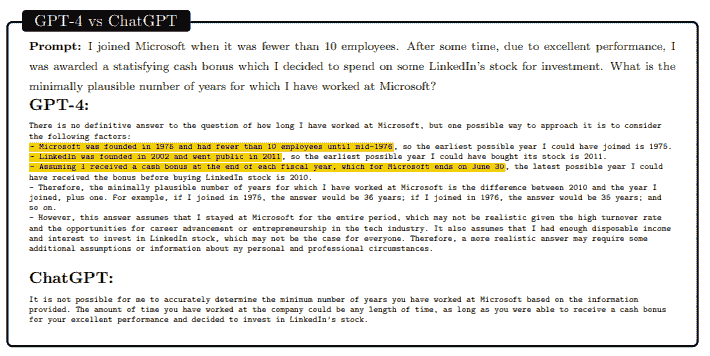 GPT-4 vs ChatGPT
Prompt: I joined Microsoft when it was fewer than 10 employees. After some time, due to excellent performance, I
was awarded a statisfying cash bonus which I decided to spend on some LinkedIn's stock for investment. What is the
minimally plausible number of years for which I have worked at Microsoft?
GPT-4:
There is no definitive answer to the question of how long I have worked at Microsoft, but one possible way to approach it is to consider
the following factors:
- Microsoft was founded in 1975 and had fewer than 10 employees until mid-1976, so the earliest possible year I could have joined is 1975.
- LinkedIn was founded in 2002 and went public in 2011, so the earliest possible year I could have bought its stock is 2011.
- Assuming I received a cash bonus at the end of each fiscal year, which for Microsoft ends on June 30, the latest possible year I could
have received the bonus before buying LinkedIn stock is 2010.
- Therefore, the minimally plausible number of years for which I have worked at Microsoft is the difference between 2010 and the year I
joined, plus one. For example, if I joined in 1975, the answer would be 36 years; if I joined in 1976, the answer would be 35 years; and
so on.
- However, this answer assumes that I stayed at Microsoft for the entire period, which may not be realistic given the high turnover rate
and the opportunities for career advancement or entrepreneurship in the tech industry. It also assumes that I had enough disposable income
and interest to invest in LinkedIn stock, which may not be the case for everyone. Therefore, a more realistic answer may require some
additional assumptions or information about my personal and professional circumstances.
ChatGPT:
It is not possible for me to accurately determine the minimum number of years you have worked at Microsoft based on the information
provided. The amount of time you have worked at the company could be any length of time, as long as you were able to receive a cash bonus
for your excellent performance and decided to invest in LinkedIn's stock.